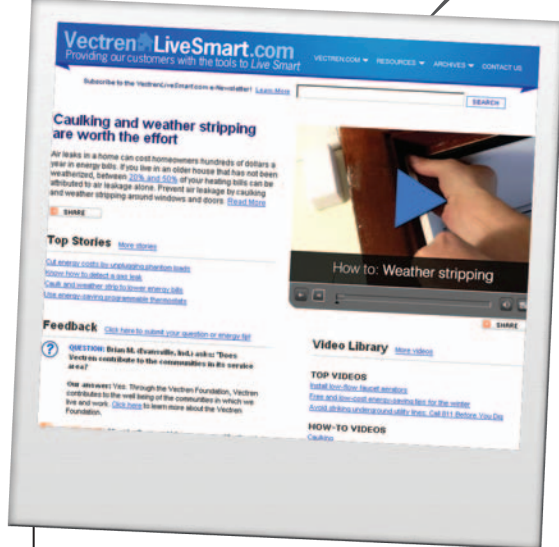 Vectren LiveSmart.com
Providing our customers with the tools to Live Smart
VECTREN.COM RESOURCES ARCHIVES CONTACT US
Subscribe to the VectrenLiveSmart.com e-Newsletter! Learn More
SEARCH
Caulking and weather stripping
are worth the effort
Air leaks in a home can cost homeowners hundreds of dollars a
year in energy bills. If you live in an older house that has not been
weatherized, between 20% and 50% of your heating bills can be
attributed to air leakage alone. Prevent air leakage by caulking
and weather stripping around windows and doors. Read More
SHARE
How to: Weather stripping
SHARE
Top Stories More stories
Cut energy costs by unplugging phantom loads
Know how to detect a gas leak
Caulk and weather strip to lower energy bills
Use energy-saving programmable thermostats
Feedback Click here to submit your question or energy tip!
QUESTION: Brian M. (Evansville, Ind.) asks: "Does
Vectren contribute to the communities in its service
area?
Our answer: Yes. Through the Vectren Foundation, Vectren
contributes to the well being of the communities in which we
live and work. Click here to learn more about the Vectren
Foundation.
Video Library More videos
TOP VIDEOS
Install low-flow faucet aerators
Free and low-cost energy-saving tips for the winter
Avoid striking underground utility lines. Call 811 Before You Dig
HOW-TO VIDEOS
Caulking